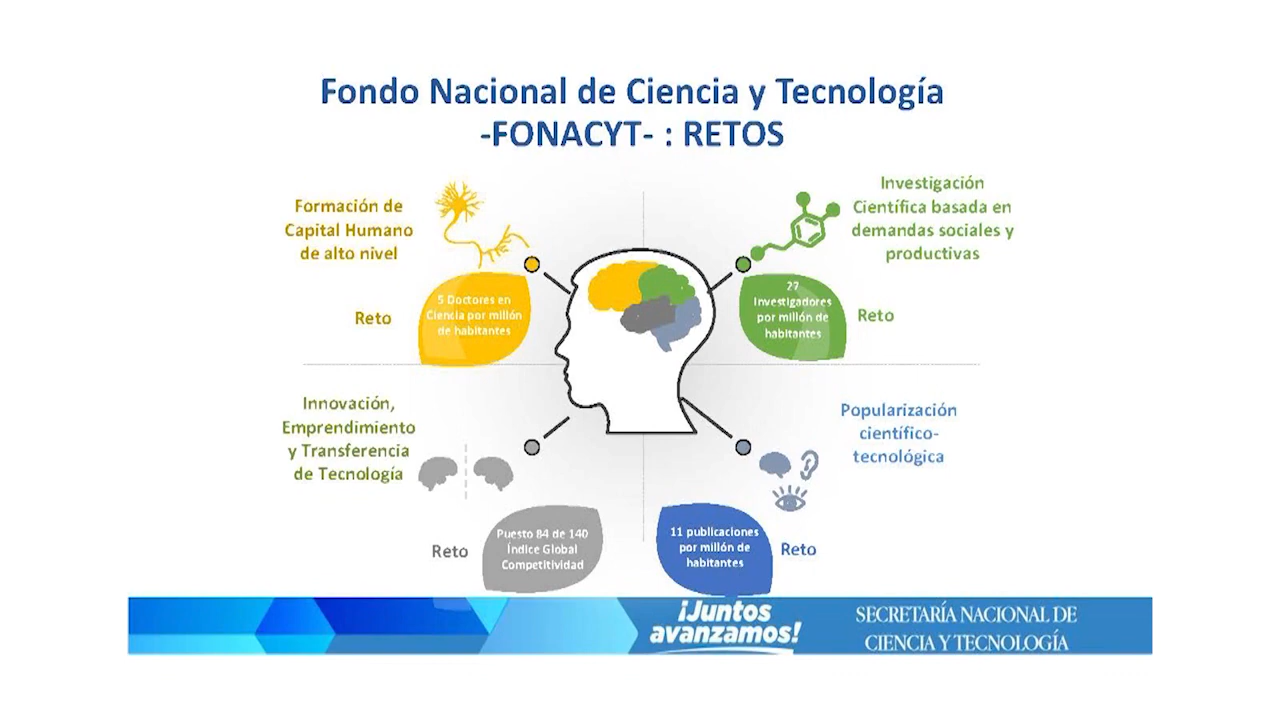 Fondo Nacional de Ciencia y Tecnología
-FONACYT- : RETOS
Formación de
Capital Humano
de alto nivel
Reto
5 Doctores en
Ciencia por millón
de habitantes
Investigación
Científica basada en
demandas sociales y
productivas
27
Investigadores
por millón de
habitantes
Reto
Innovación,
Emprendimiento
y Transferencia
de Tecnología
Reto
Puesto 84 de 140
Índice Global
Competitividad
Popularización
científico-
tecnológica
11 publicaciones
por millón de
habitantes
Reto
¡Juntos
avanzamos!
SECRETARÍA NACIONAL DE
CIENCIA Y TECNOLOGÍA